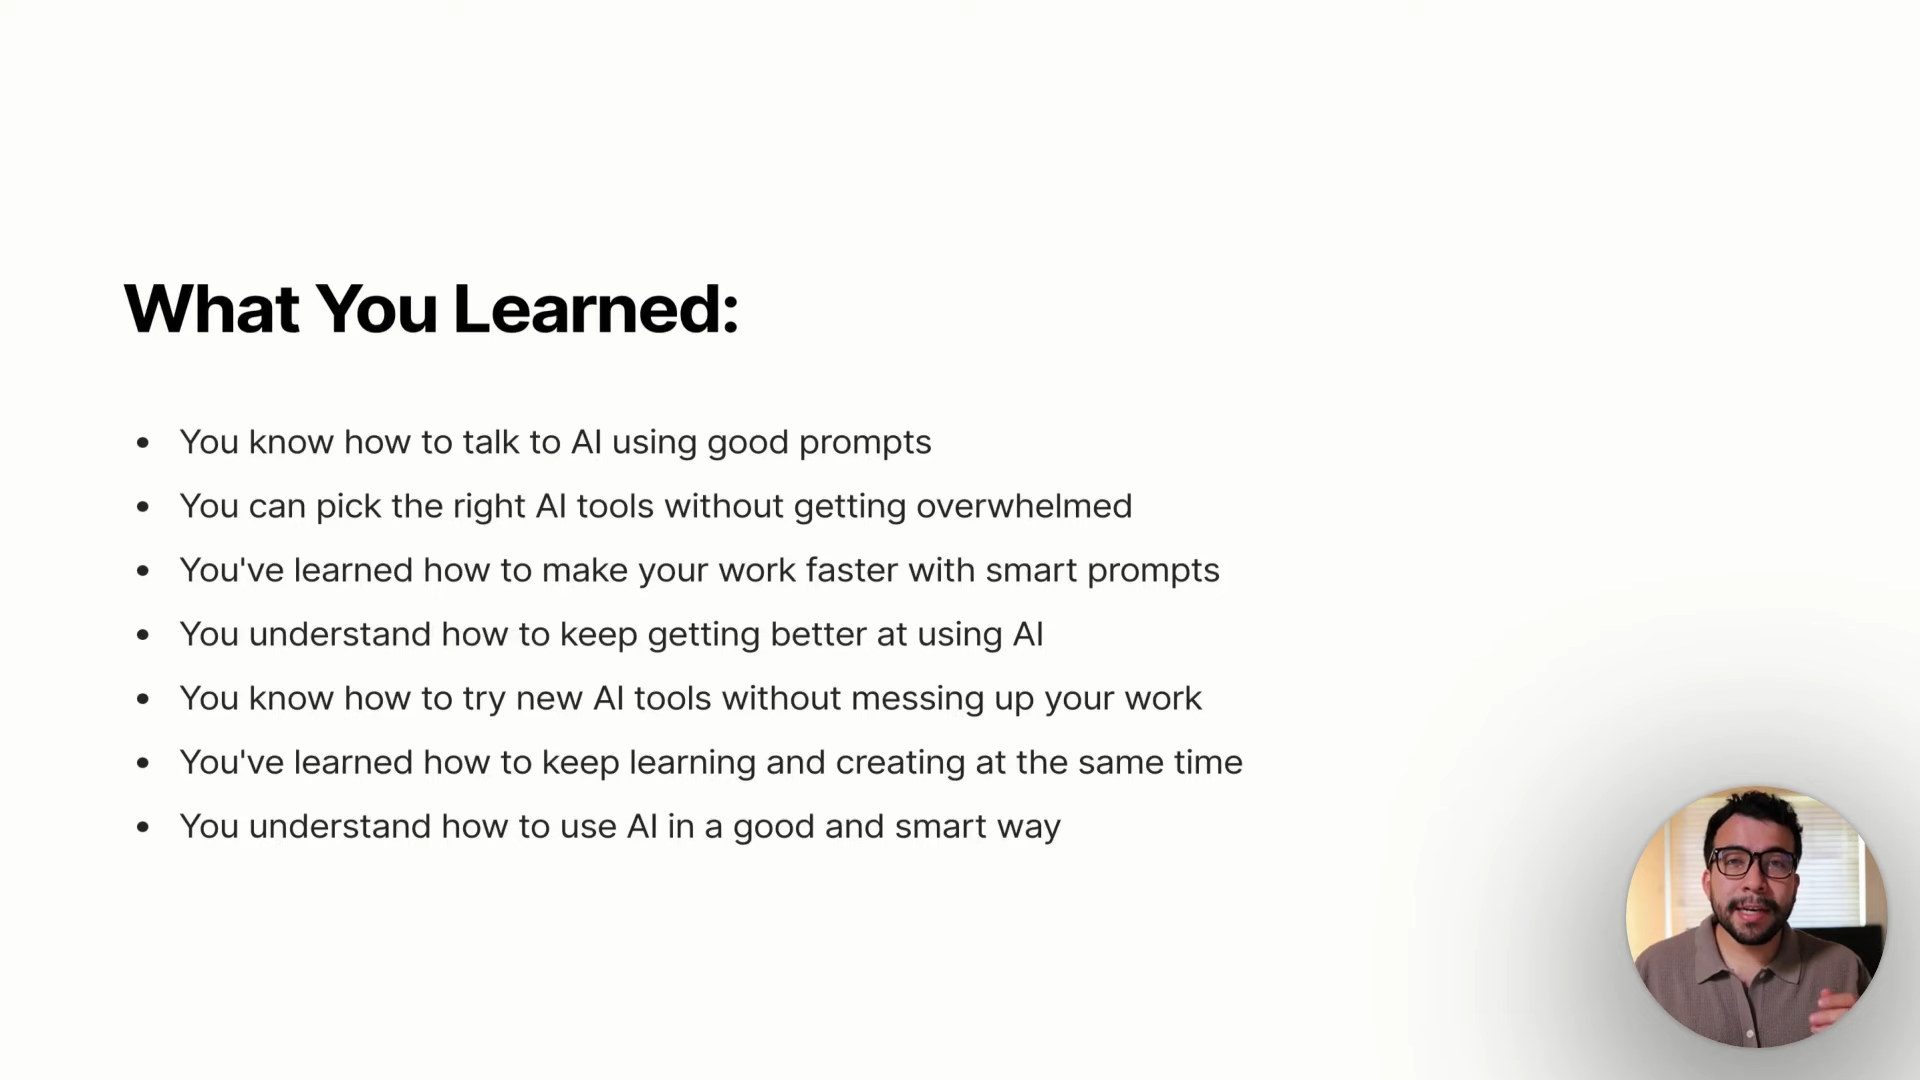 What You Learned:
• You know how to talk to AI using good prompts
• You can pick the right AI tools without getting overwhelmed
• You've learned how to make your work faster with smart prompts
• You understand how to keep getting better at using AI
• You know how to try new AI tools without messing up your work
• You've learned how to keep learning and creating at the same time
• You understand how to use AI in a good and smart way